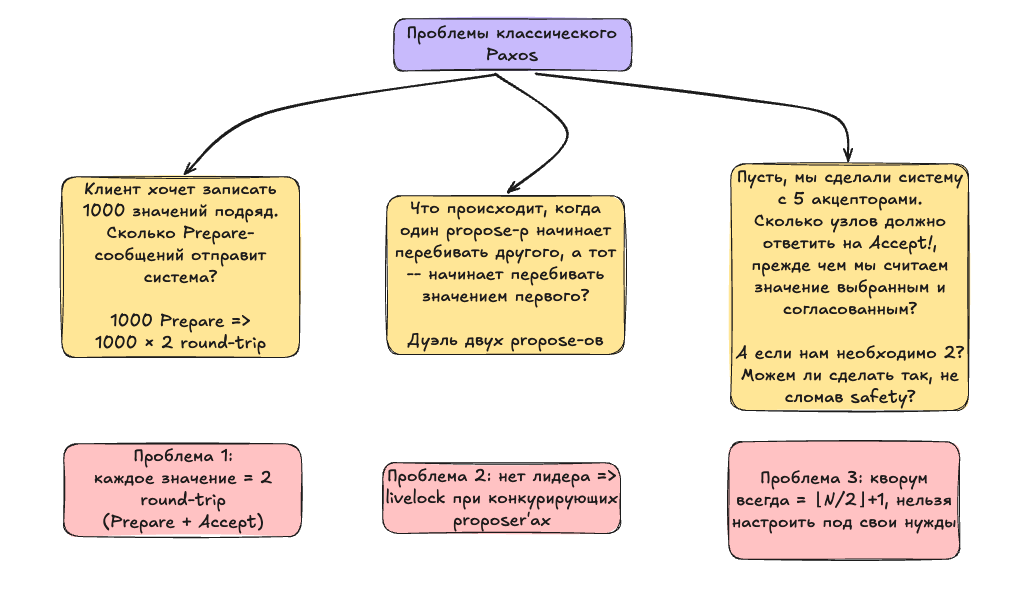 Проблемы классического
Paxos
Клиент хочет записать
1000 значений подряд.
Сколько Prepare-
сообщений отправит
система?
1000 Prepare =>
1000 × 2 round-trip
Что происходит, когда
один propose-р начинает
перебивать другого, а тот
-- начинает перебивать
значением первого?
Дуэль двух propose-ов
Пусть, мы сделали систему
с 5 акцепторами.
Сколько узлов должно
ответить на Accept!,
прежде чем мы считаем
значение выбранным и
согласованным?
А если нам необходимо 2?
Можем ли сделать так, не
сломав safety?
Проблема 1:
каждое значение = 2
round-trip
(Prepare + Accept)
Проблема 2: нет лидера =>
livelock при конкурирующих
proposer'ах
Проблема 3: кворум
всегда = ⌊N/2⌋+1, нельзя
настроить под свои нужды